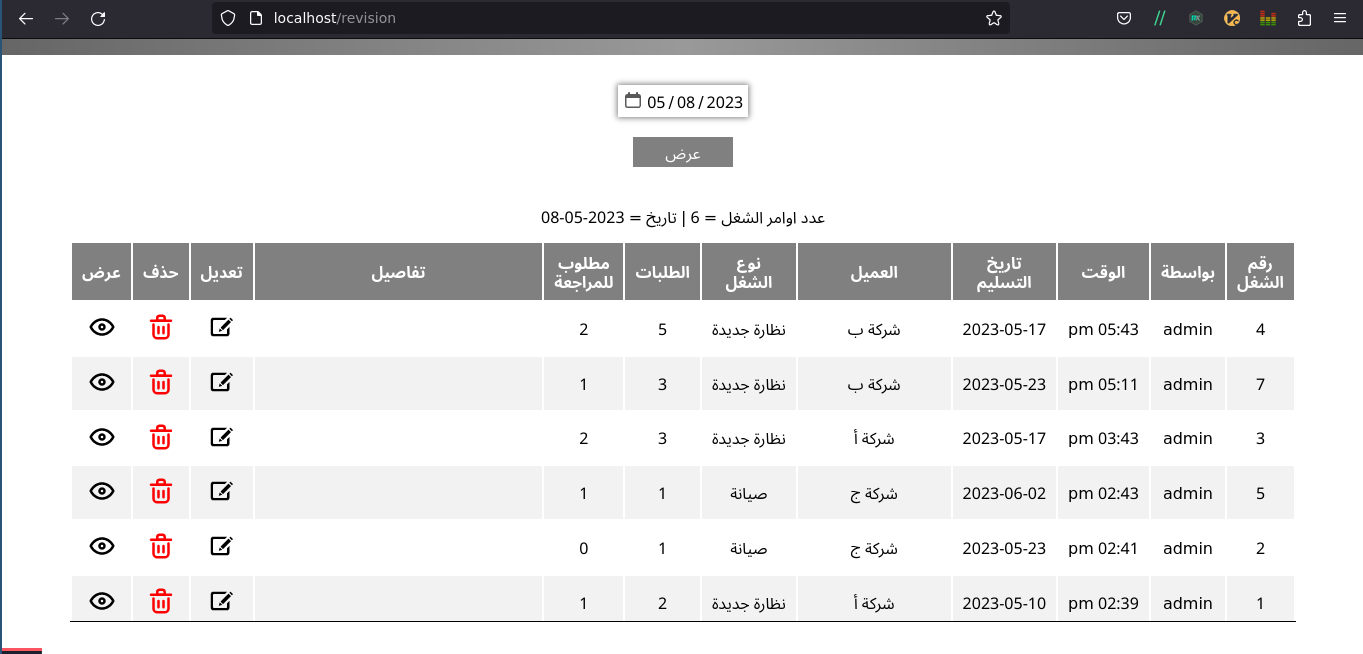 localhost/revision
05/08/2023
عرض
عدد اوامر الشغل = 6 | تاريخ = 2023-05-08
رقم الشغل بواسطة الوقت تاريخ التسليم العميل نوع الشغل الطلبات مطلوب للمراجعة تفاصيل تعديل حذف عرض
4 admin 05:43 pm 2023-05-17 شركة ب نظارة جديدة 5 2
7 admin 05:11 pm 2023-05-23 شركة ب نظارة جديدة 3 1
3 admin 03:43 pm 2023-05-17 شركة أ نظارة جديدة 3 2
5 admin 02:43 pm 2023-06-02 شركة ج صيانة 1 1
2 admin 02:41 pm 2023-05-23 شركة ج صيانة 1 0
1 admin 02:39 pm 2023-05-10 شركة أ نظارة جديدة 2 1